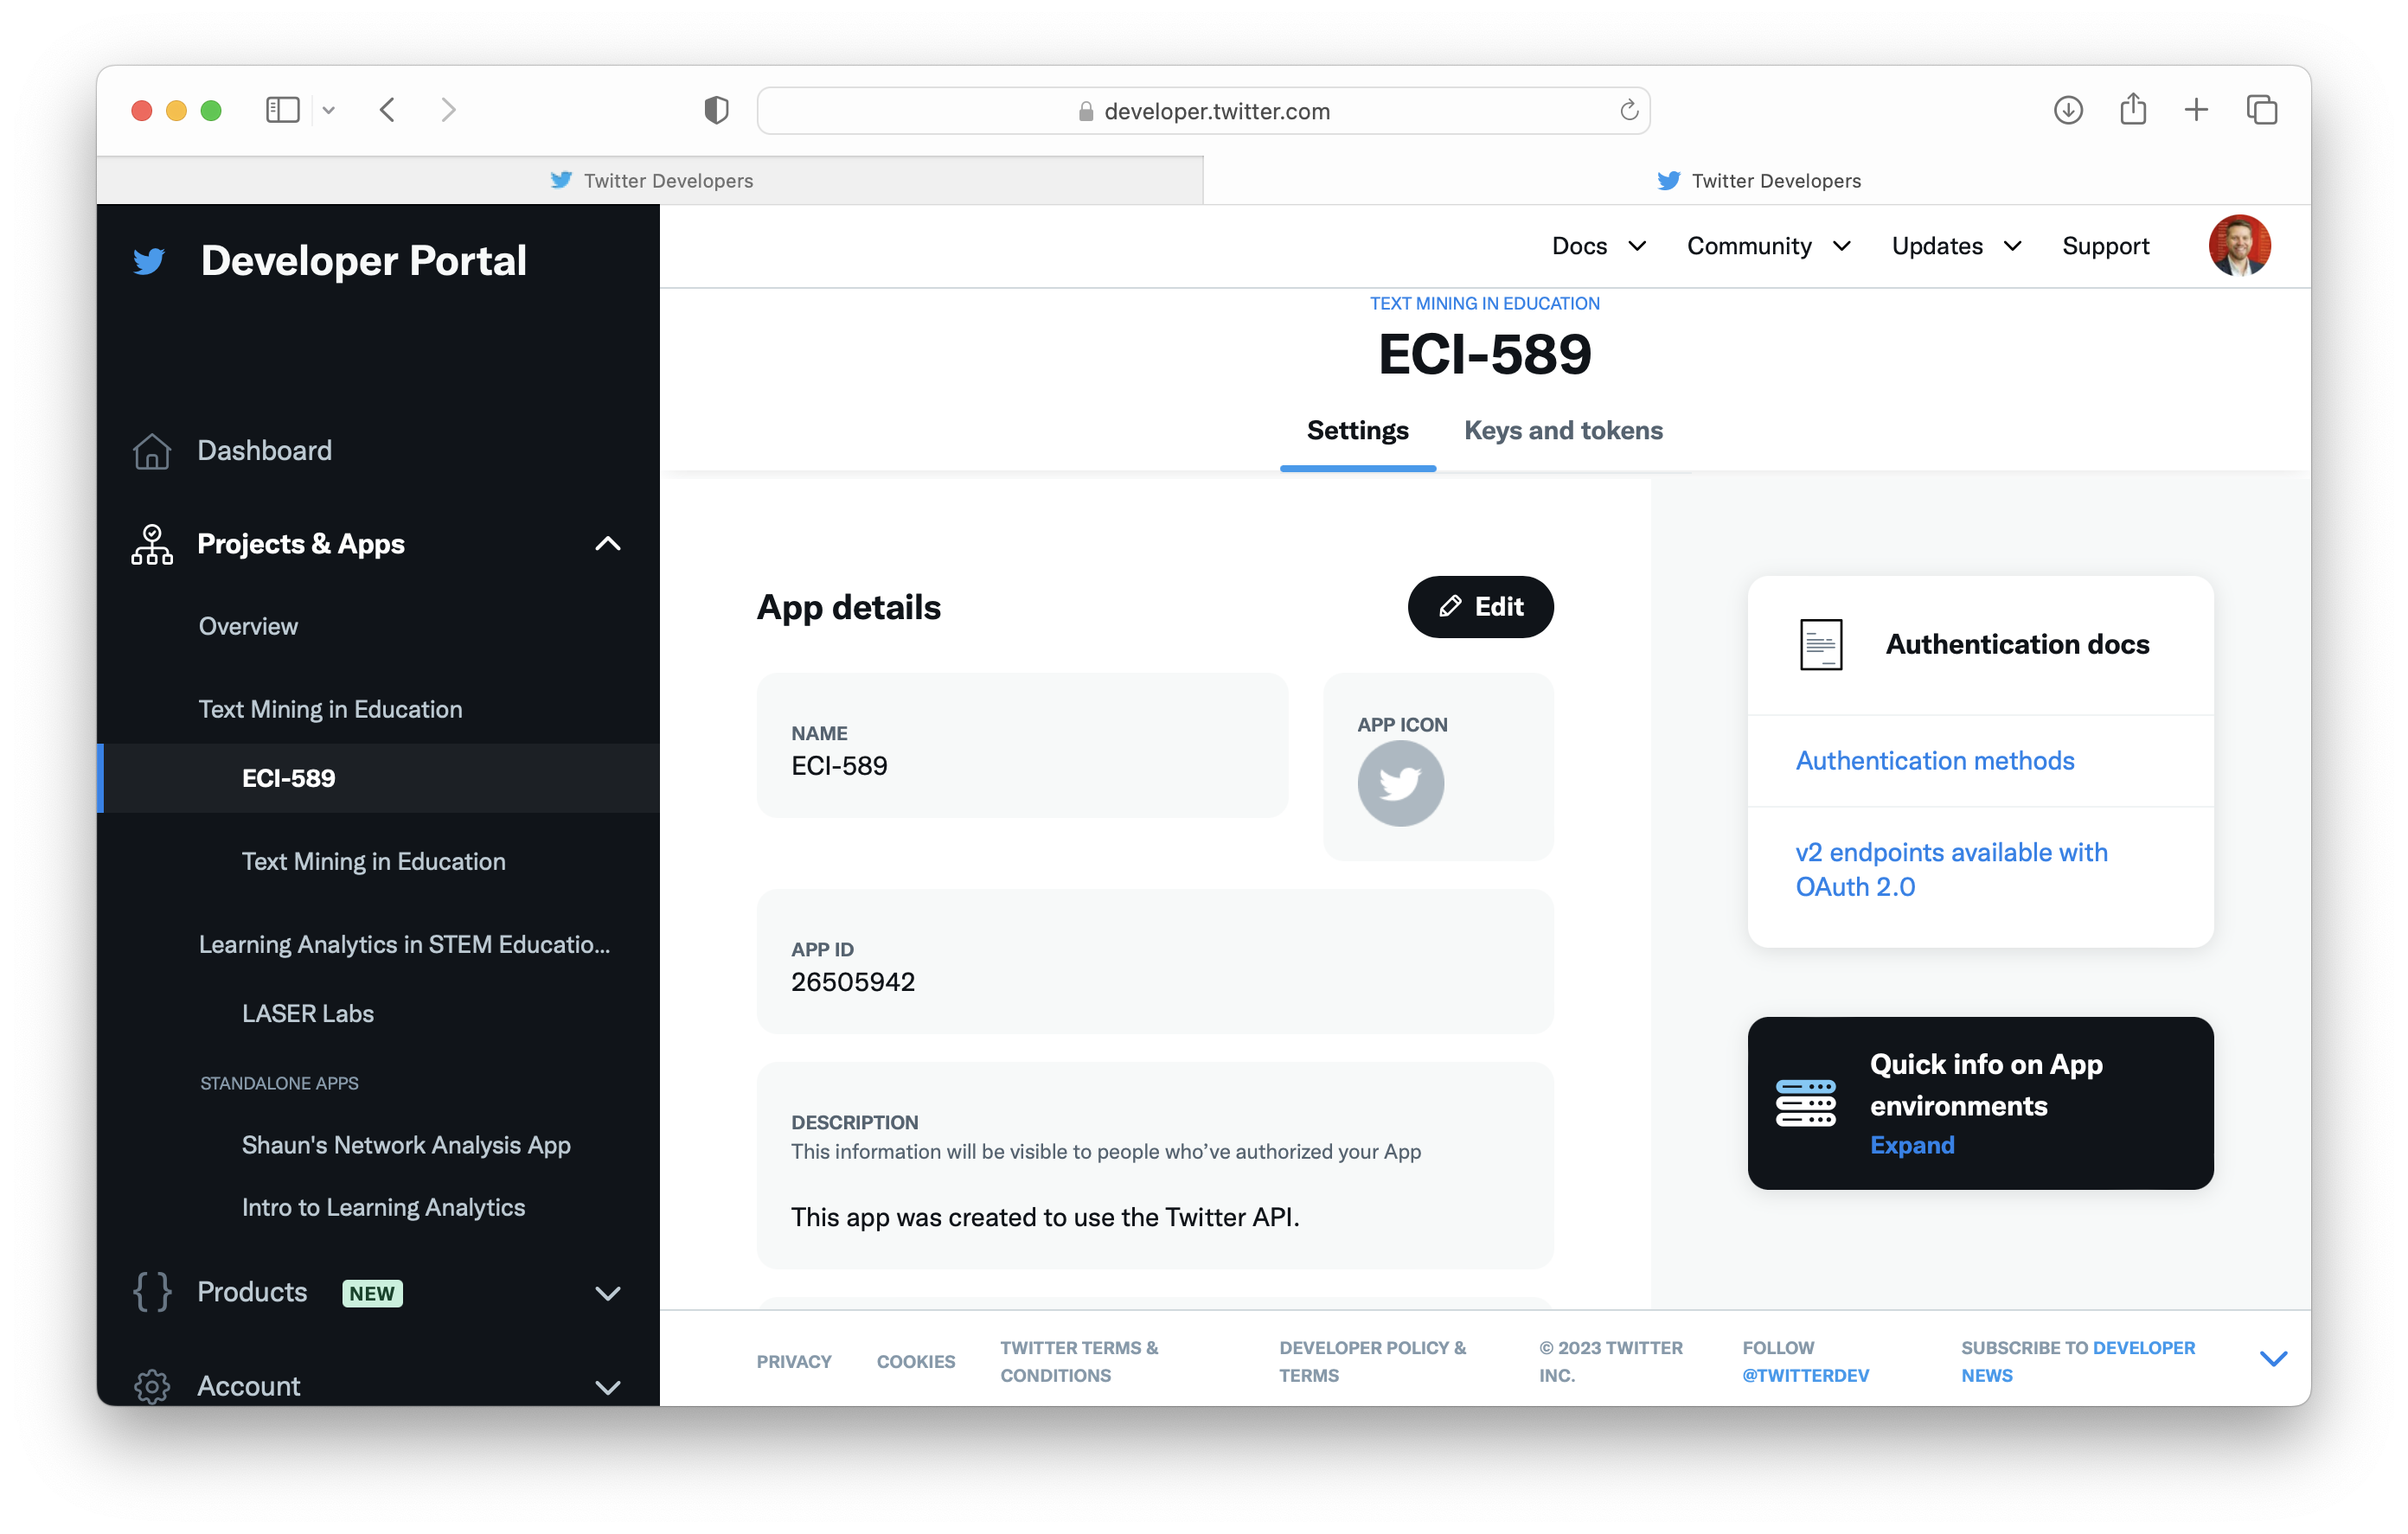 developer.twitter.com
Twitter Developers
Twitter Developers
Developer Portal
Dashboard
Projects & Apps
Overview
Text Mining in Education
ECI-589
Text Mining in Education
Learning Analytics in STEM Educatio...
LASER Labs
STANDALONE APPS
Shaun's Network Analysis App
Intro to Learning Analytics
{ } Products NEW
Account
Docs Community Updates Support
TEXT MINING IN EDUCATION
ECI-589
Settings Keys and tokens
App details
Edit
NAME
ECI-589
APP ICON
APP ID
26505942
DESCRIPTION
This information will be visible to people who’ve authorized your App
This app was created to use the Twitter API.
Authentication docs
Authentication methods
v2 endpoints available with
OAuth 2.0
Quick info on App
environments
Expand
PRIVACY
COOKIES
TWITTER TERMS &
CONDITIONS
DEVELOPER POLICY &
TERMS
© 2023 TWITTER
INC.
FOLLOW
@TWITTERDEV
SUBSCRIBE TO DEVELOPER
NEWS